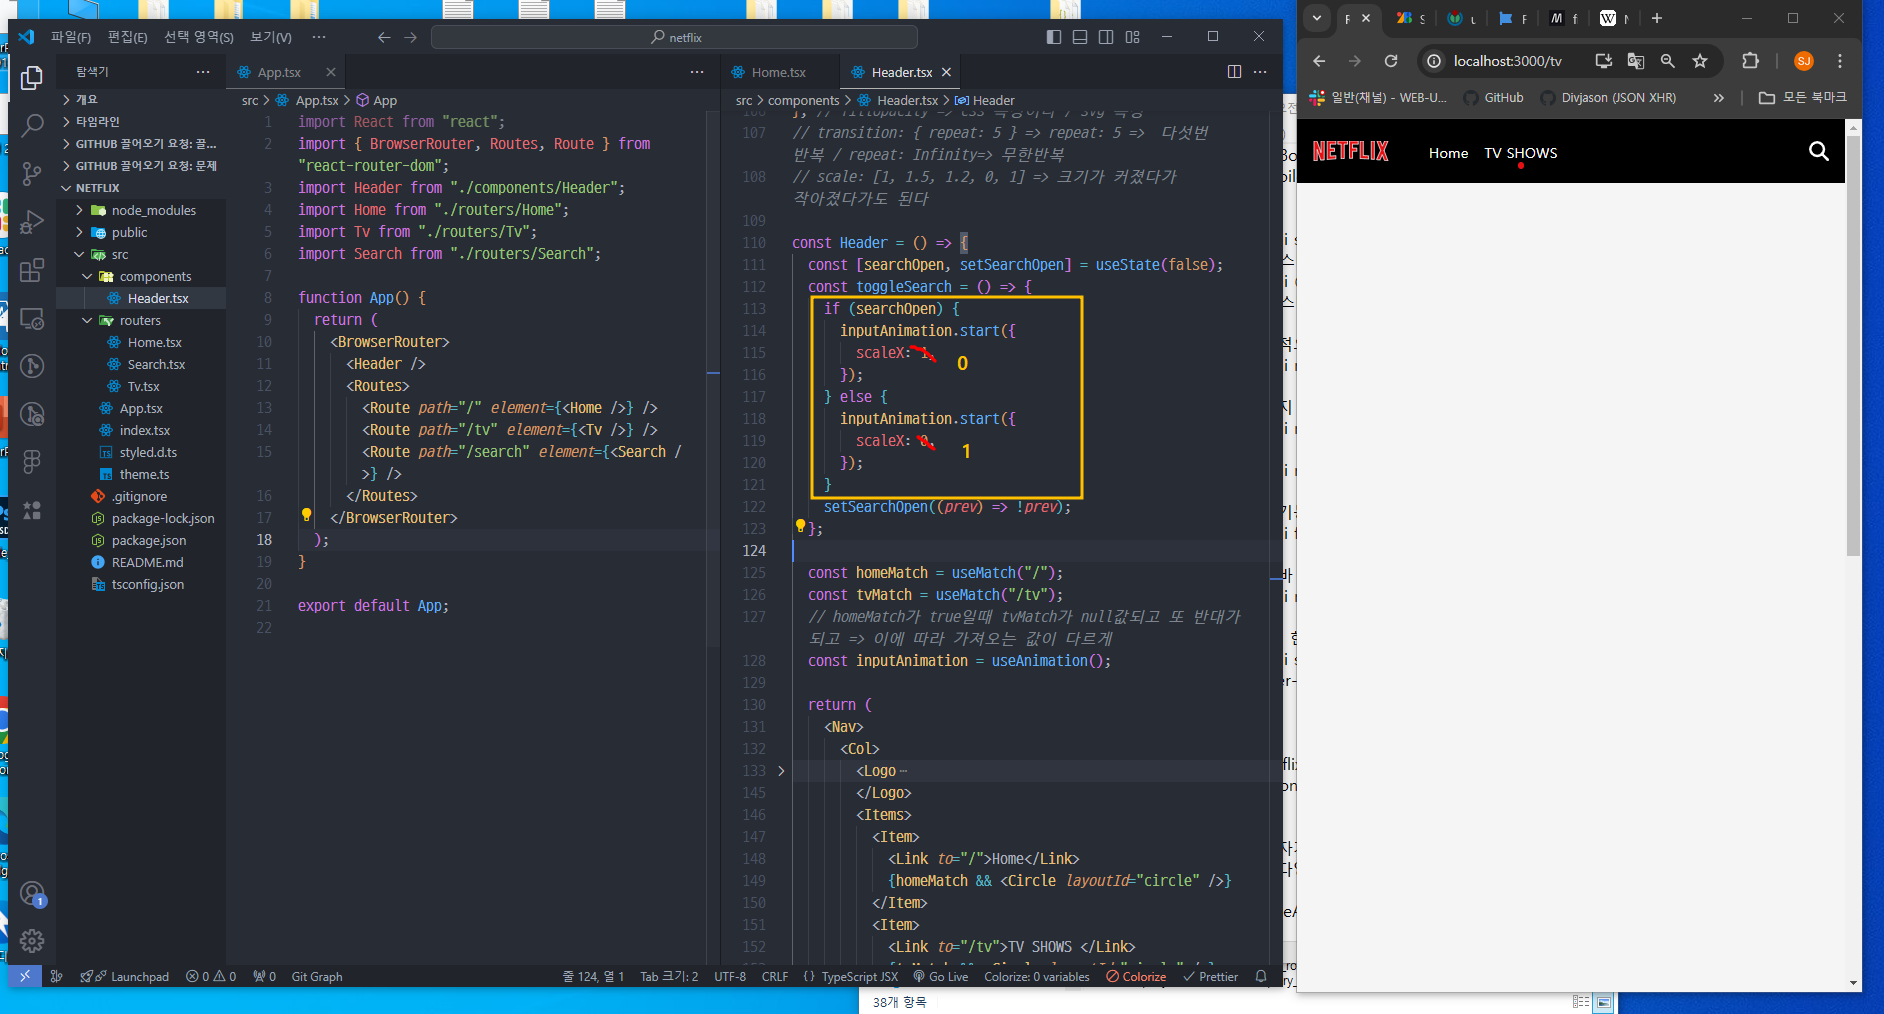 파일(F) 편집(E) 선택 영역(S) 보기(V) ···
netflix
탐색기
개요
타임라인
GITHUB 끌어오기 요청: 끌...
GITHUB 끌어오기 요청: 문제
NETFLIX
node_modules
public
src
components
Header.tsx
routers
Home.tsx
Search.tsx
Tv.tsx
App.tsx
index.tsx
styled.d.ts
theme.ts
.gitignore
package-lock.json
package.json
README.md
tsconfig.json
App.tsx
src > App.tsx > App
1 import React from "react";
2 import { BrowserRouter, Routes, Route } from
"react-router-dom";
3 import Header from "./components/Header";
4 import Home from "./routers/Home";
5 import Tv from "./routers/Tv";
6 import Search from "./routers/Search";
7
8 function App() {
9 return (
10 <BrowserRouter>
11 <Header />
12 <Routes>
13 <Route path="/" element={<Home />} />
14 <Route path="/tv" element={<Tv />} />
15 <Route path="/search" element={<Search /
>} />
16 </Routes>
17 </BrowserRouter>
18 );
19 }
20
21 export default App;
22
Home.tsx Header.tsx
src > components > Header.tsx > Header
107 // transition: { repeat: 5 } => repeat: 5 => 다섯번
반복 / repeat: Infinity=> 무한반복
108 // scale: [1, 1.5, 1.2, 0, 1] => 크기가 커졌다가
작아졌다가도 된다
109
110 const Header = () => {
111 const [searchOpen, setSearchOpen] = useState(false);
112 const toggleSearch = () => {
113 if (searchOpen) {
114 inputAnimation.start({
115 scaleX: 1, 0
116 });
117 } else {
118 inputAnimation.start({
119 scaleX: 0, 1
120 });
121 }
122 setSearchOpen((prev) => !prev);
123 };
124
125 const homeMatch = useMatch("/");
126 const tvMatch = useMatch("/tv");
127 // homeMatch가 true일때 tvMatch가 null값되고 또 반대가
되고 => 이에 따라 가져오는 값이 다르게
128 const inputAnimation = useAnimation();
129
130 return (
131 <Nav>
132 <Col>
133 <Logo ···
145 </Logo>
146 <Items>
147 <Item>
148 <Link to="/">Home</Link>
149 {homeMatch && <Circle layoutId="circle" />}
150 </Item>
151 <Item>
152 <Link to="/tv">TV SHOWS </Link>
Launchpad 0 0 0 Git Graph
줄 124, 열 1 Tab 크기: 2 UTF-8 CRLF {} TypeScript JSX Go Live Colorize: 0 variables Colorize Prettier
localhost:3000/tv
SJ
일반(채널) - WEB-U... GitHub Divjason (JSON XHR) » 모든 북마크
NETFLIX Home TV SHOWS
38개 항목